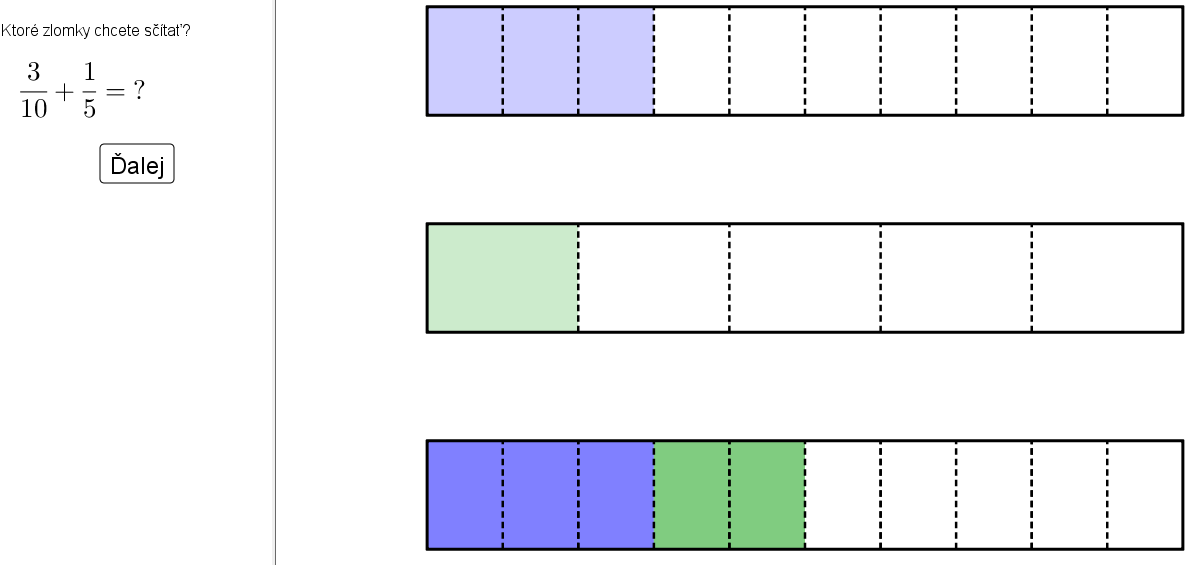 Ktoré zlomky chcete sčítať?
3/10 + 1/5 = ?
Ďalej